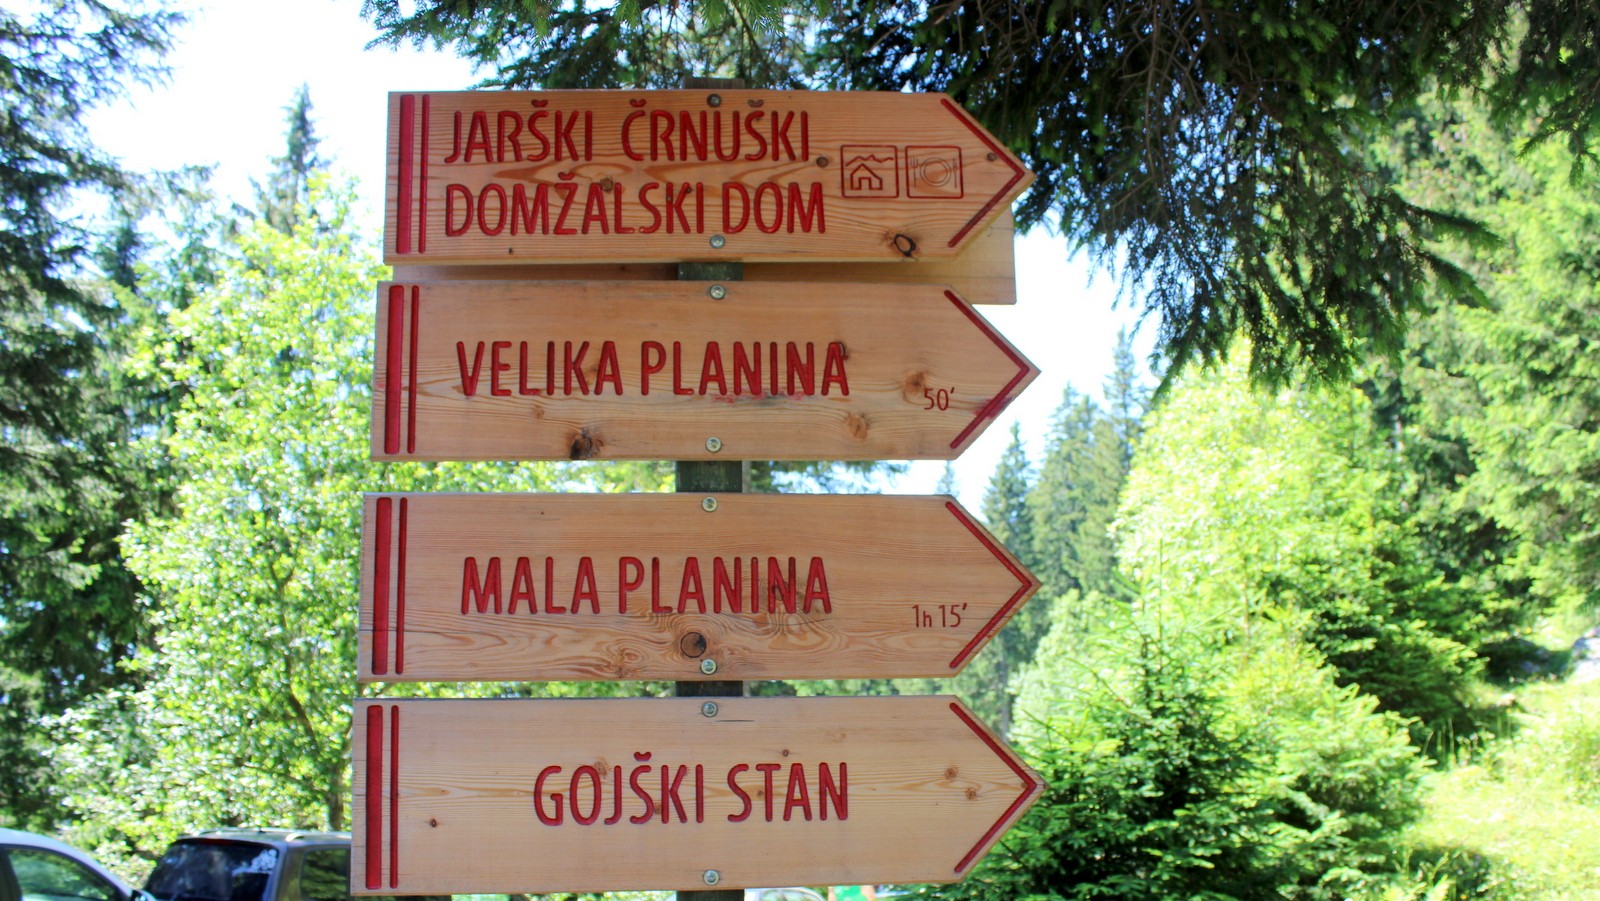 JARŠKI ČRNUŠKI
DOMŽALSKI DOM
VELIKA PLANINA
50'
MALA PLANINA
1h 15'
GOJŠKI STAN